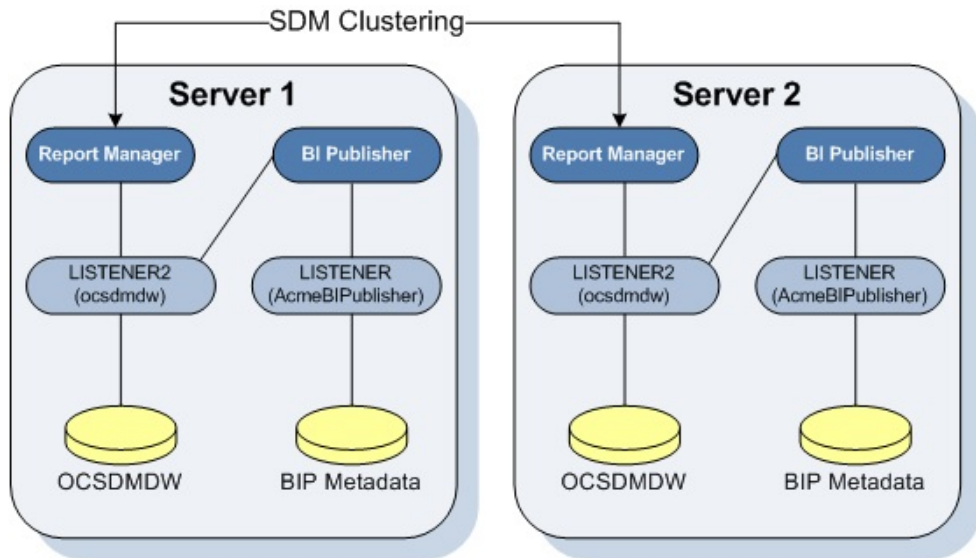 SDM Clustering
Server 1
Report Manager
BI Publisher
LISTENER2
(ocsdmdw)
LISTENER
(AcmeBIPublisher)
OCSDMDW
BIP Metadata
Server 2
Report Manager
BI Publisher
LISTENER2
(ocsdmdw)
LISTENER
(AcmeBIPublisher)
OCSDMDW
BIP Metadata